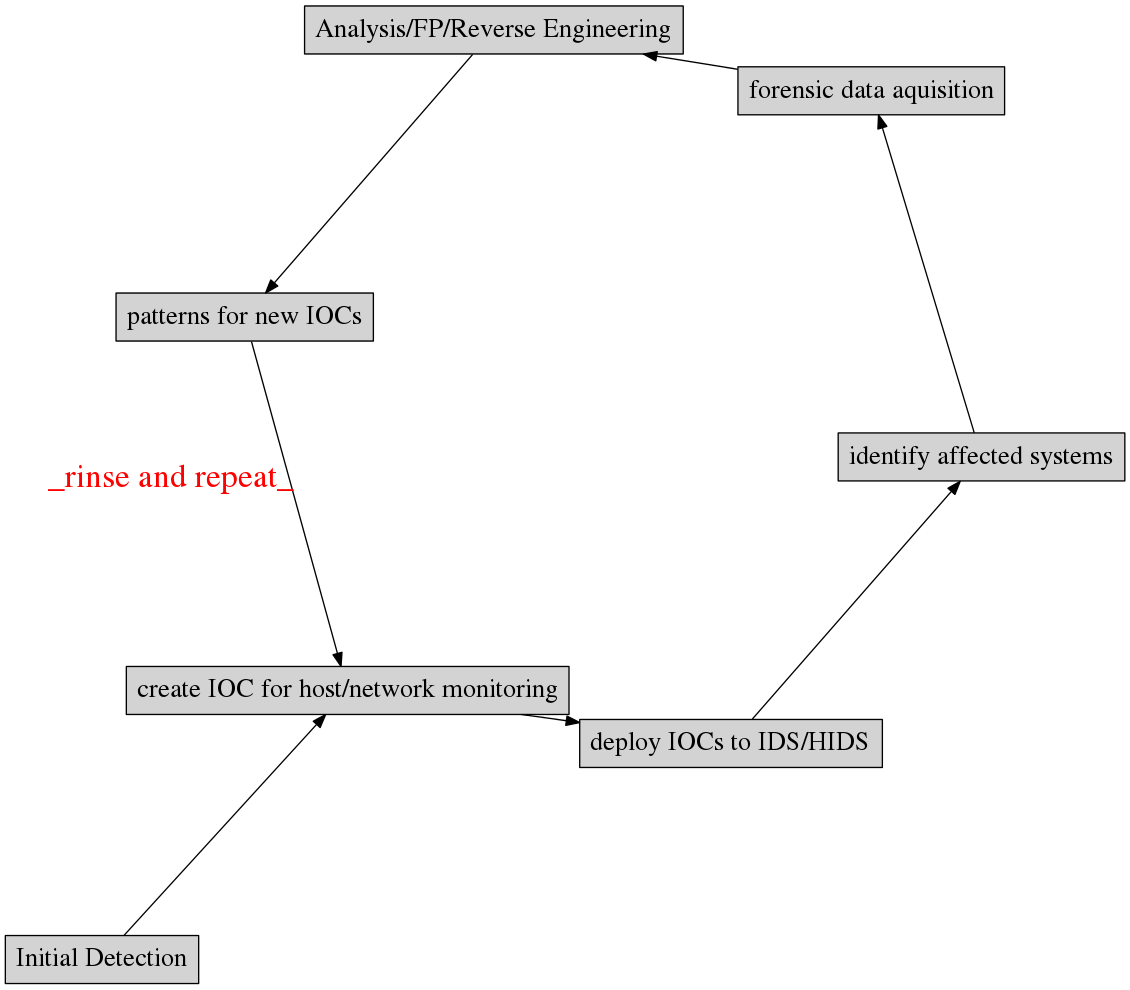 Analysis/FP/Reverse Engineering
forensic data aquisition
patterns for new IOCs
identify affected systems
_rinse and repeat_
create IOC for host/network monitoring
deploy IOCs to IDS/HIDS
Initial Detection